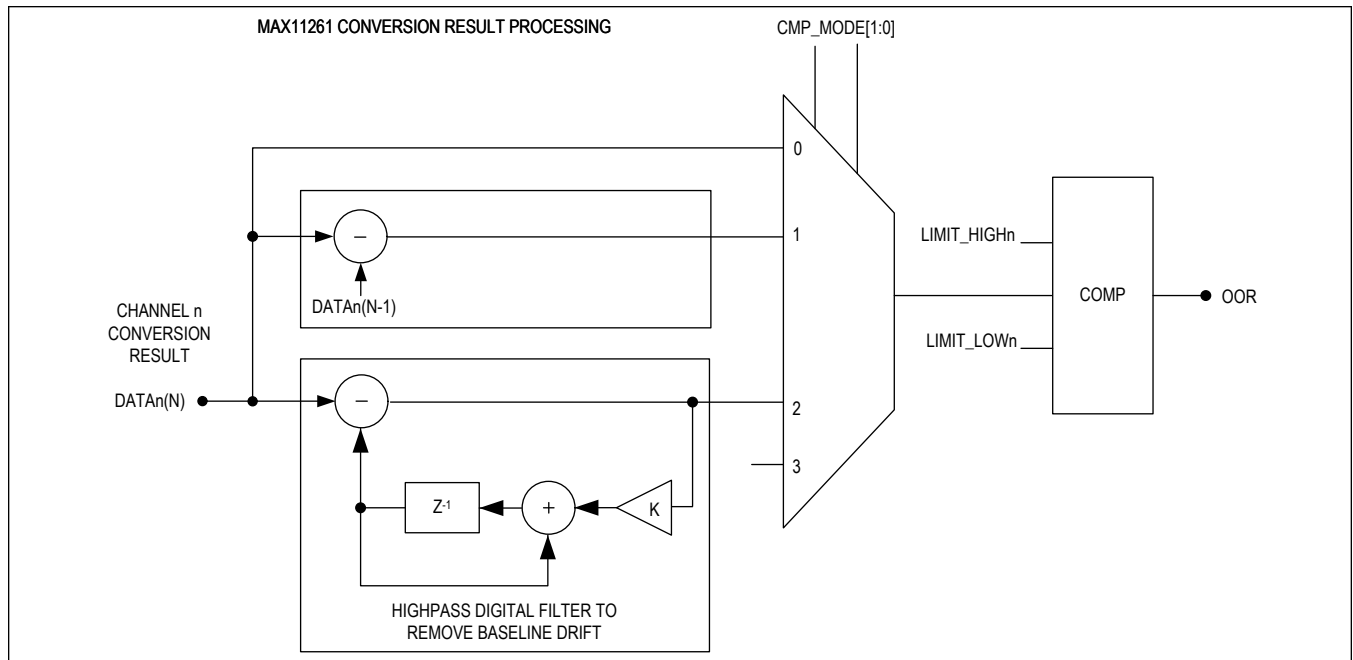 MAX11261 CONVERSION RESULT PROCESSING
CMP_MODE[1:0]
0
−
1
DATAn(N-1)
LIMIT_HIGHn
COMP
OOR
LIMIT_LOWn
CHANNEL n
CONVERSION
RESULT
DATAn(N)
−
2
3
Z-1
+
K
HIGHPASS DIGITAL FILTER TO
REMOVE BASELINE DRIFT